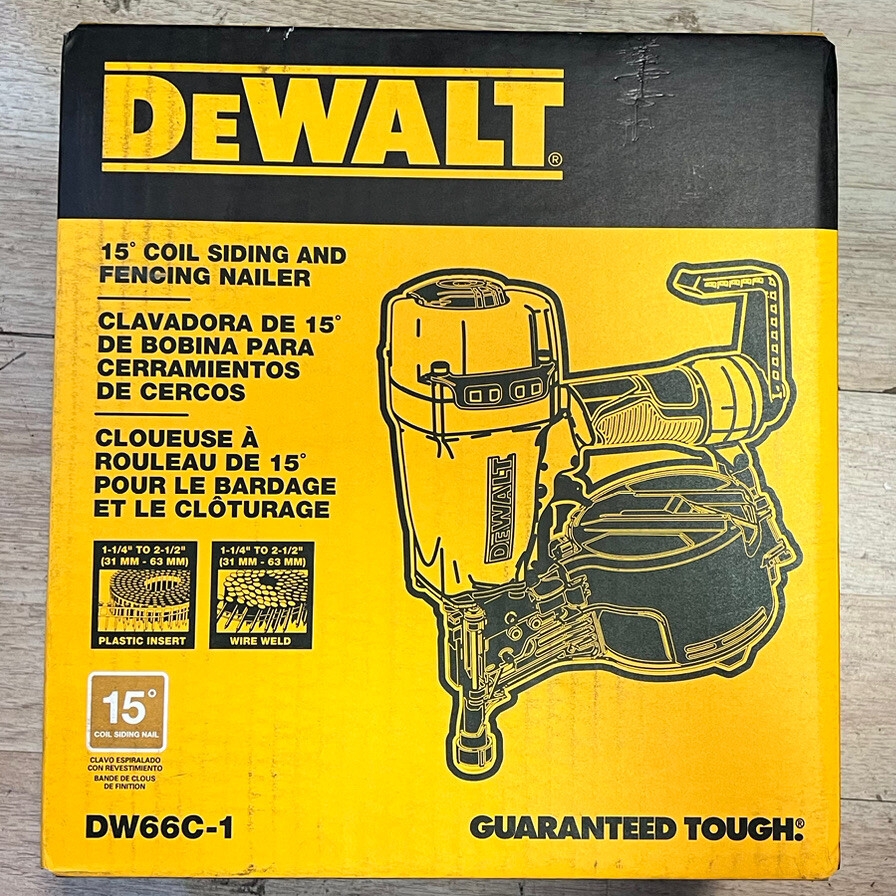 DEWALT®
15° COIL SIDING AND
FENCING NAILER
CLAVADORA DE 15°
DE BOBINA PARA
CERRAMIENTOS
DE CERCOS
CLOUEUSE À
ROULEAU DE 15°
POUR LE BARDAGE
ET LE CLÔTURAGE
1-1/4" TO 2-1/2"
(31 MM - 63 MM)
PLASTIC INSERT
1-1/4" TO 2-1/2"
(31 MM - 63 MM)
WIRE WELD
DEWALT
15°
COIL SIDING NAIL
CLAVO ESPIRALADO
CON REVESTIMIENTO
BANDE DE CLOUS
DE FINITION
DW66C-1
GUARANTEED TOUGH.®